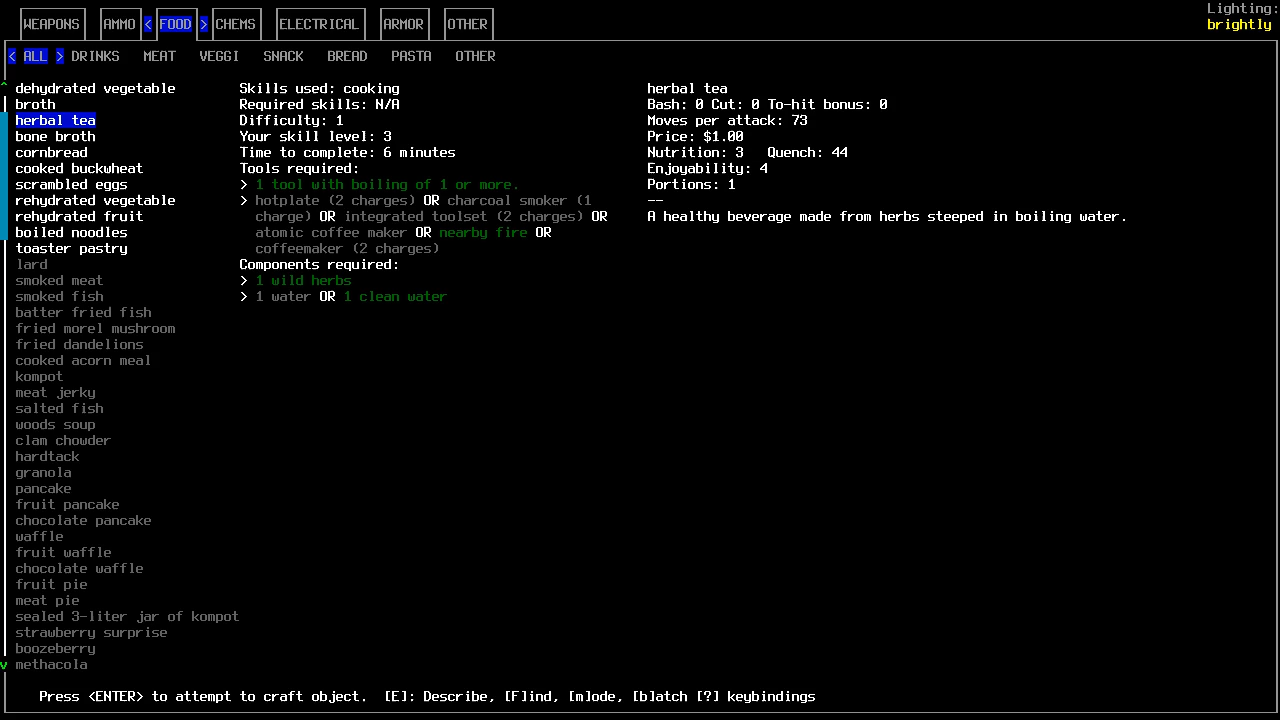 Lighting:
WEAPONS AMMO < FOOD > CHEMS ELECTRICAL ARMOR OTHER brightly
< ALL > DRINKS MEAT VEGGI SNACK BREAD PASTA OTHER
^ dehydrated vegetable Skills used: cooking herbal tea
broth Required skills: N/A Bash: 0 Cut: 0 To-hit bonus: 0
herbal tea Difficulty: 1 Moves per attack: 73
bone broth Your skill level: 3 Price: $1.00
cornbread Time to complete: 6 minutes Nutrition: 3 Quench: 44
cooked buckwheat Tools required: Enjoyability: 4
scrambled eggs > 1 tool with boiling of 1 or more. Portions: 1
rehydrated vegetable > hotplate (2 charges) OR charcoal smoker (1 --
rehydrated fruit charge) OR integrated toolset (2 charges) OR A healthy beverage made from herbs steeped in boiling water.
boiled noodles atomic coffee maker OR nearby fire OR
toaster pastry coffeemaker (2 charges)
lard Components required:
smoked meat > 1 wild herbs
smoked fish > 1 water OR 1 clean water
batter fried fish
fried morel mushroom
fried dandelions
cooked acorn meal
kompot
meat jerky
salted fish
woods soup
clam chowder
hardtack
granola
pancake
fruit pancake
chocolate pancake
waffle
fruit waffle
chocolate waffle
fruit pie
meat pie
sealed 3-liter jar of kompot
strawberry surprise
boozeberry
v methacola
Press <ENTER> to attempt to craft object. [E]: Describe, [F]ind, [m]ode, [b]atch [?] keybindings